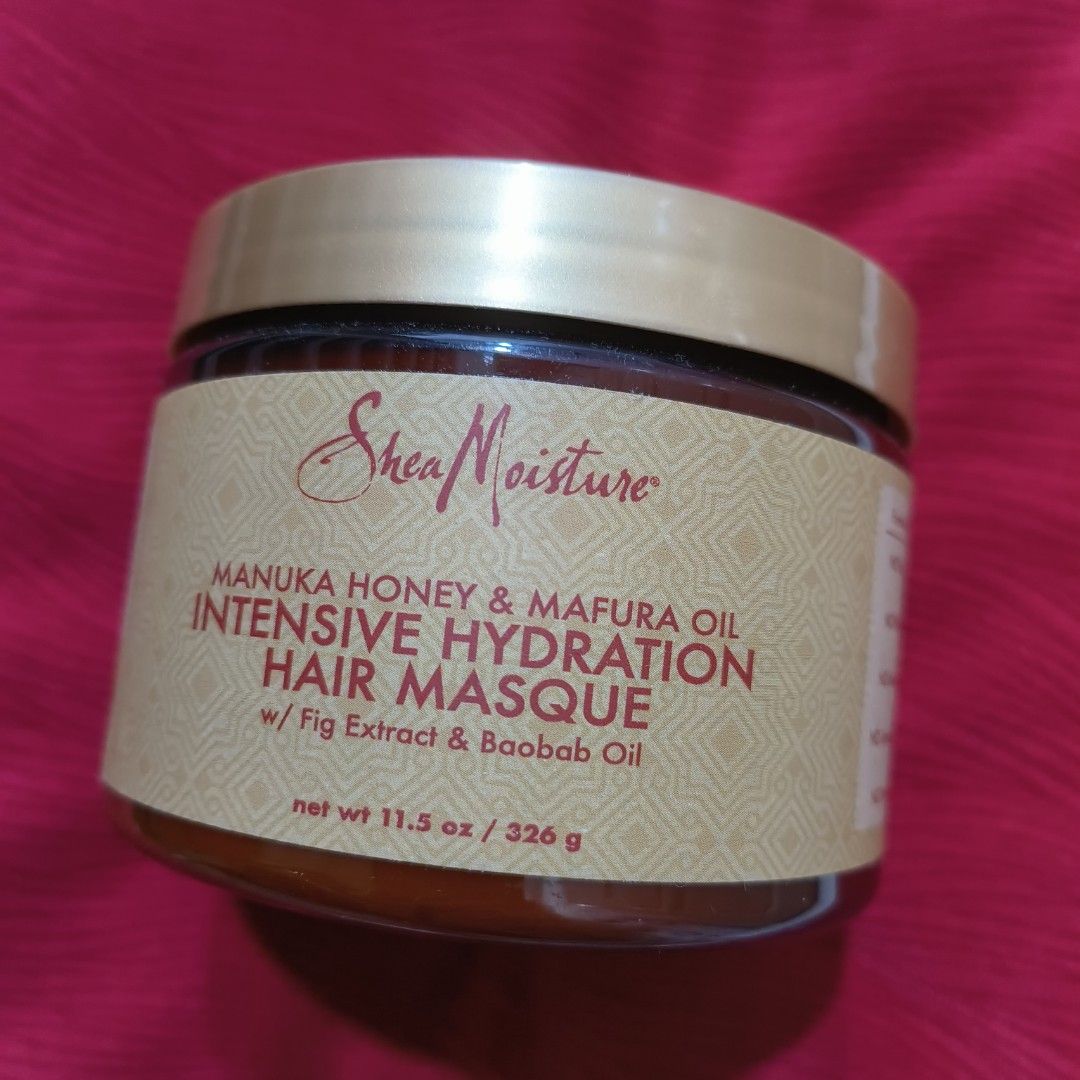 SheaMoisture®
MANUKA HONEY & MAFURA OIL
INTENSIVE HYDRATION
HAIR MASQUE
w/ Fig Extract & Baobab Oil
net wt 11.5 oz / 326 g